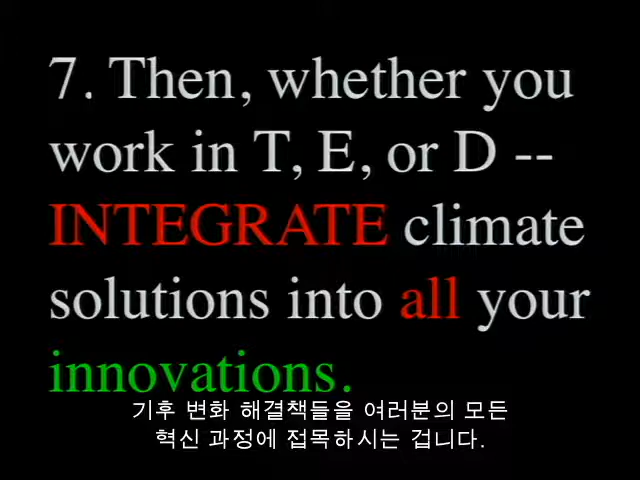 7. Then, whether you
work in T, E, or D --
INTEGRATE climate
solutions into all your
innovations.
기후 변화 해결책들을 여러분의 모든
혁신 과정에 접목하시는 겁니다.